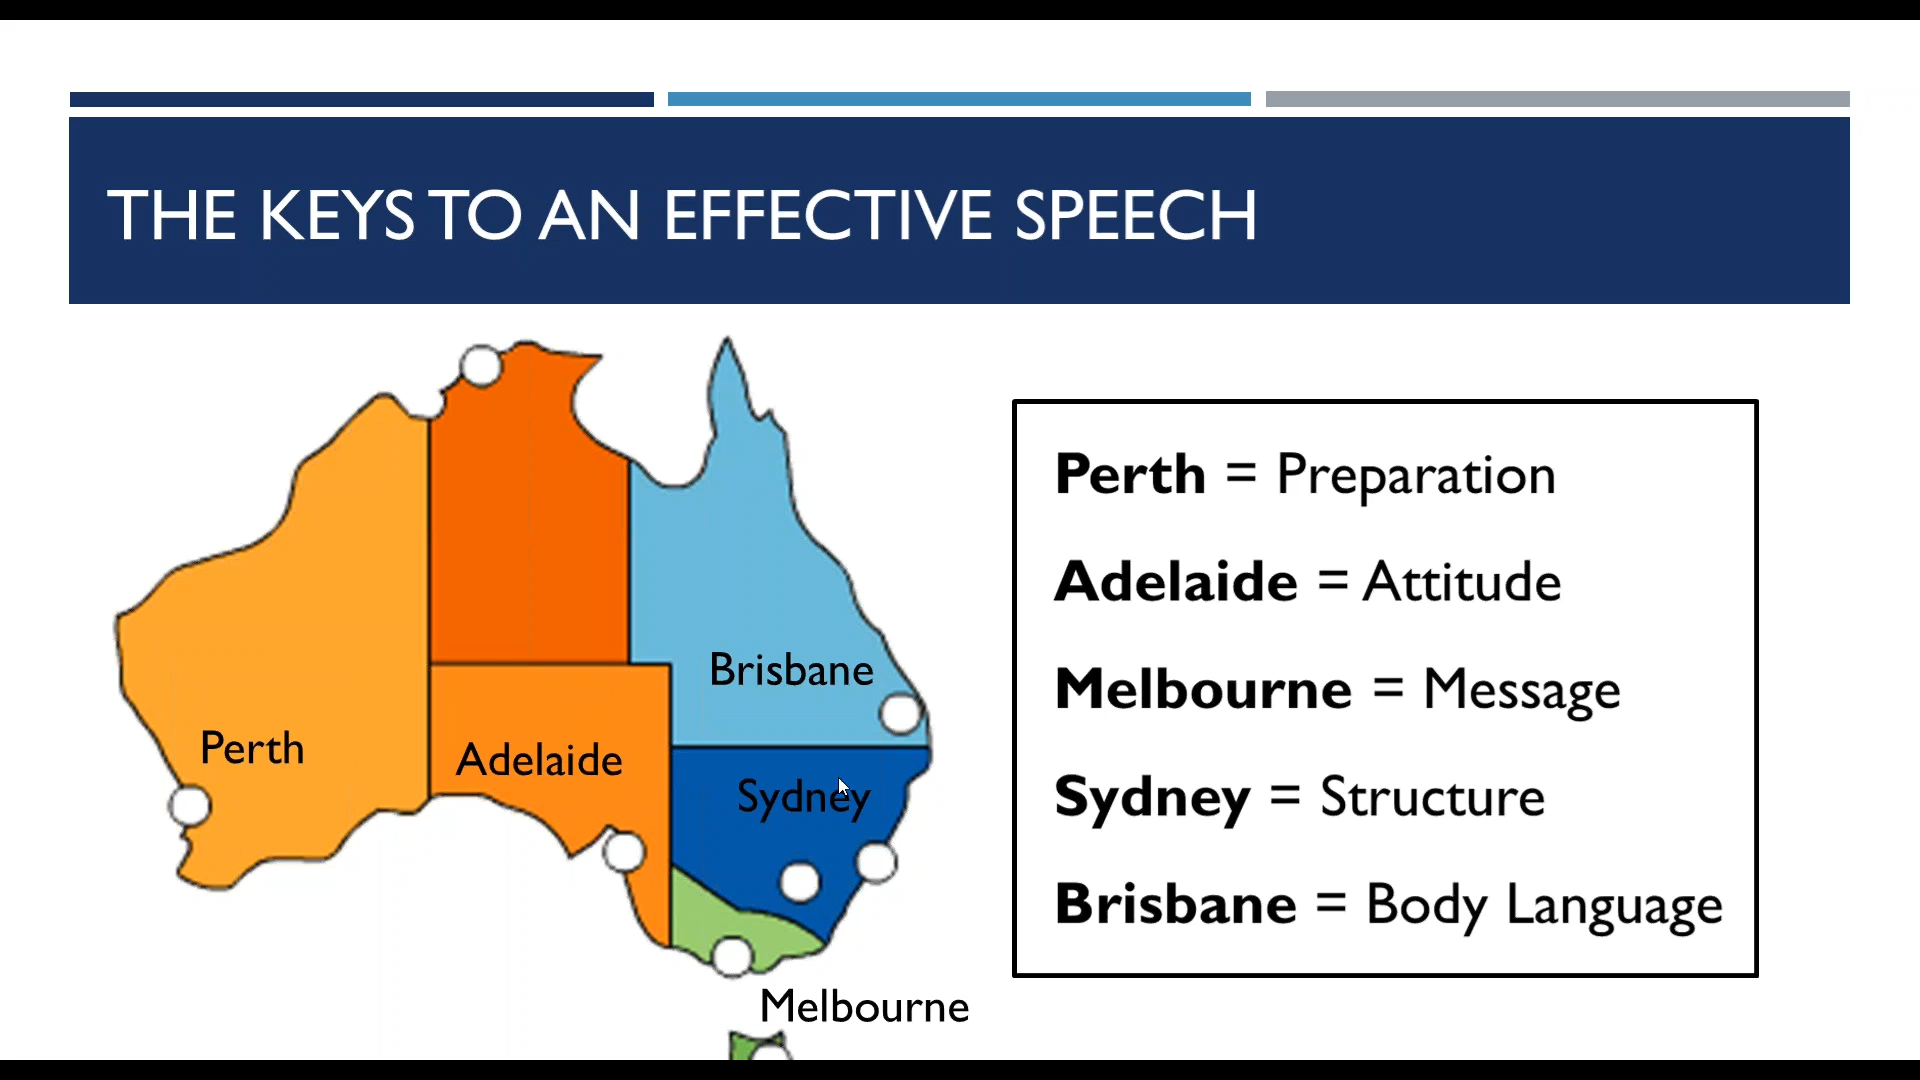 THE KEYS TO AN EFFECTIVE SPEECH
Brisbane
Perth
Adelaide
Sydney
Melbourne
Perth = Preparation
Adelaide = Attitude
Melbourne = Message
Sydney = Structure
Brisbane = Body Language